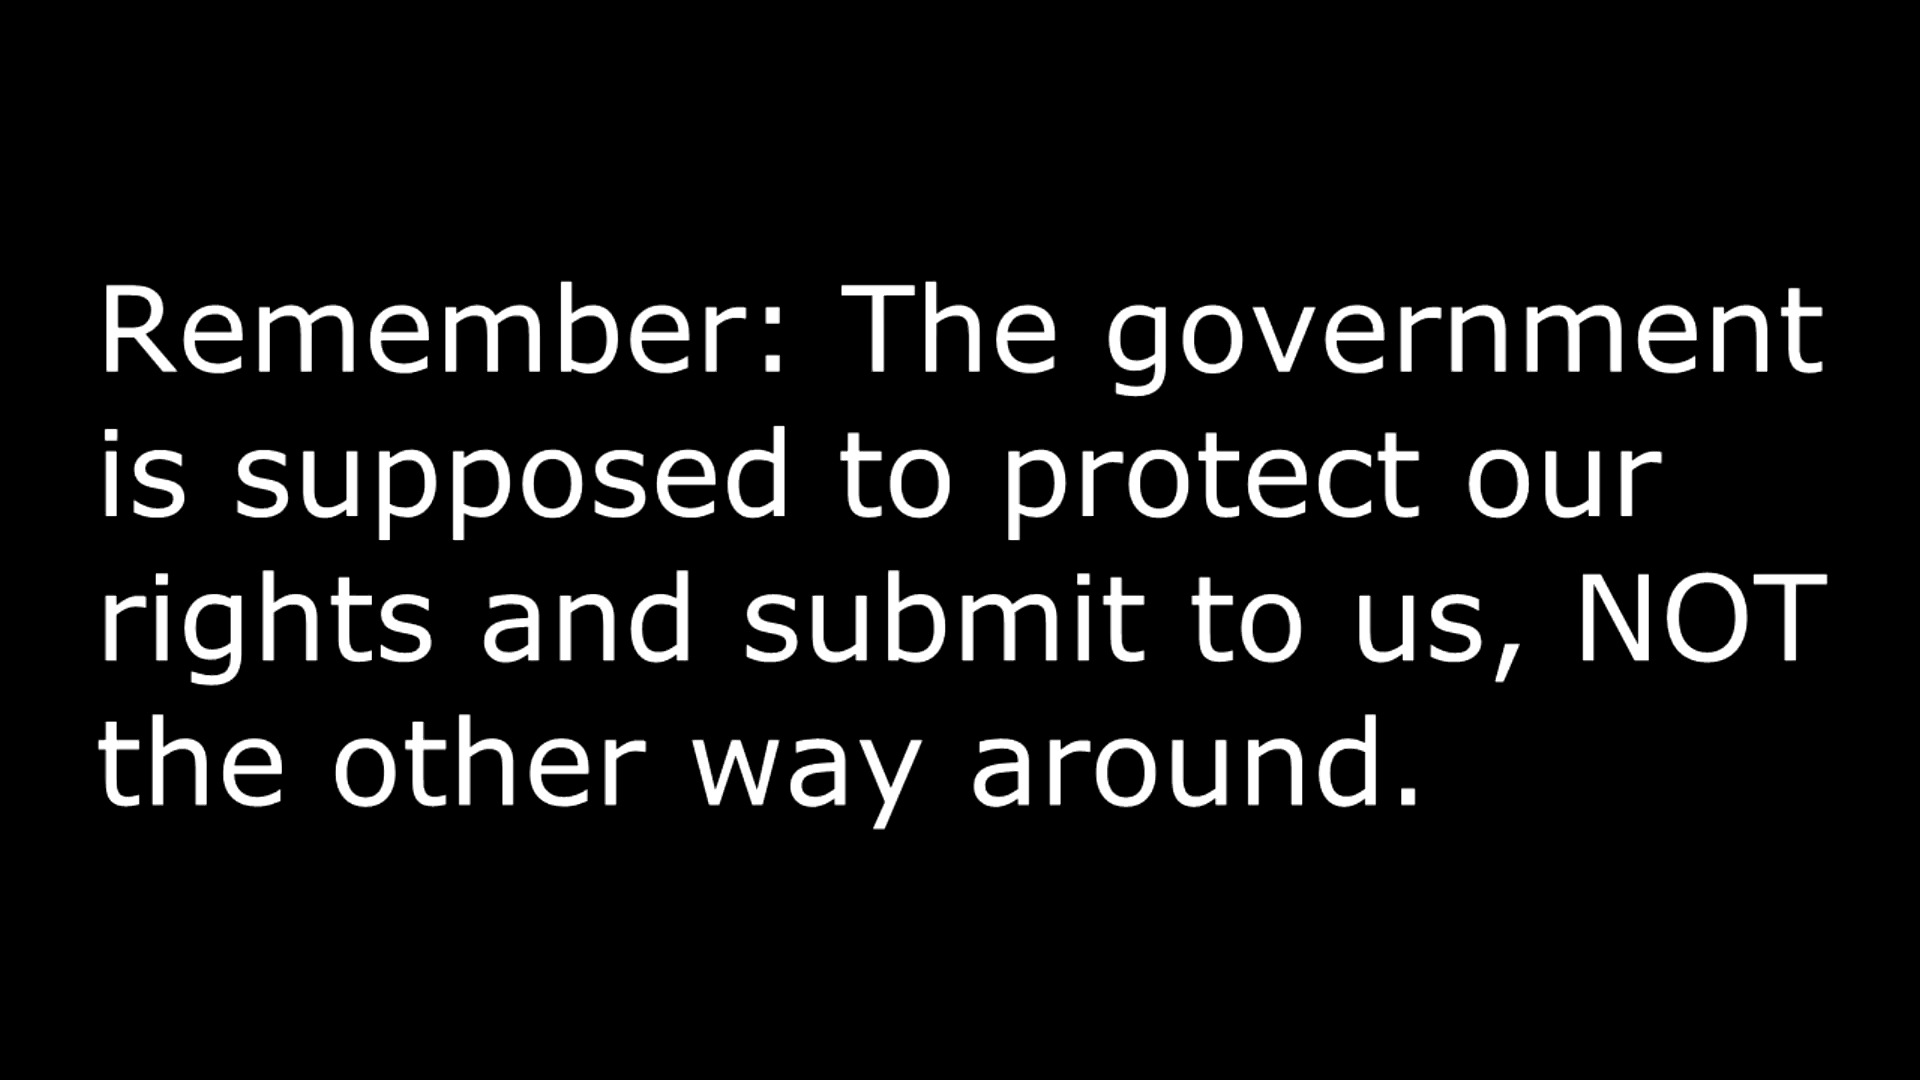 Remember: The government
is supposed to protect our
rights and submit to us, NOT
the other way around.